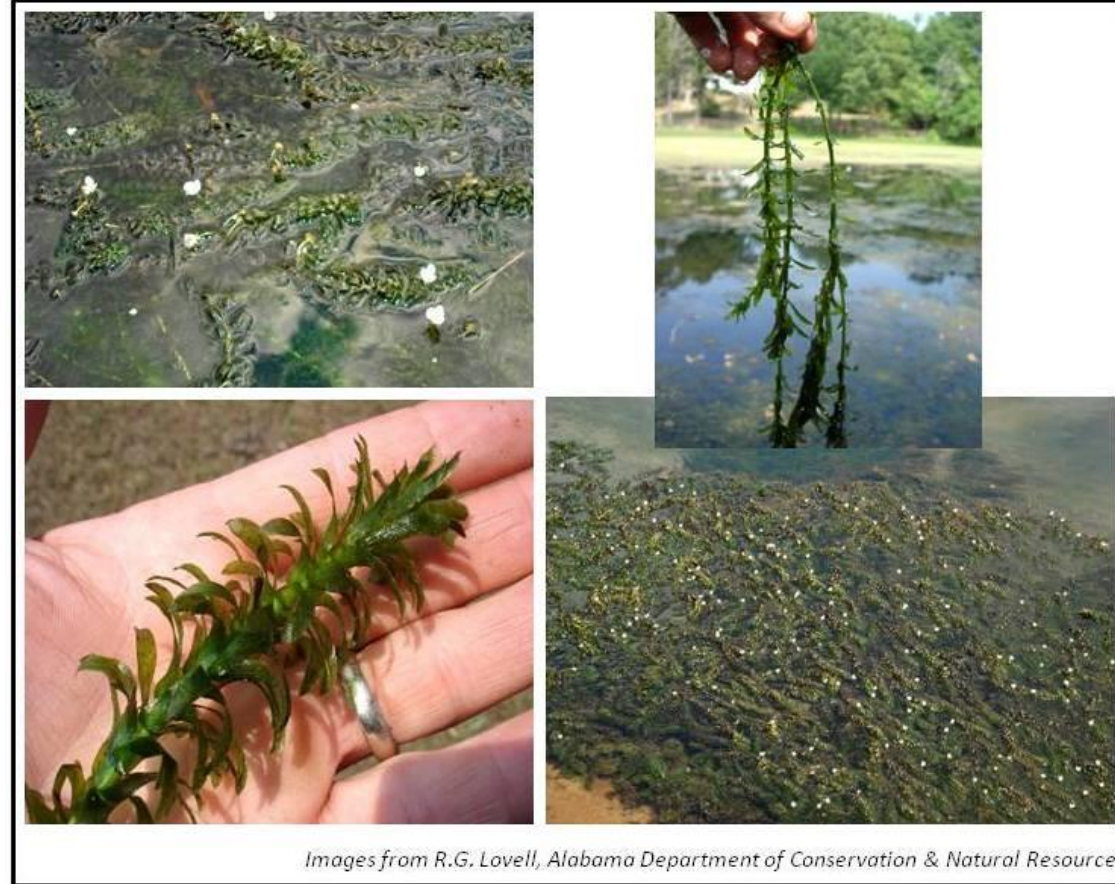 Images from R.G. Lovell, Alabama Department of Conservation & Natural Resource